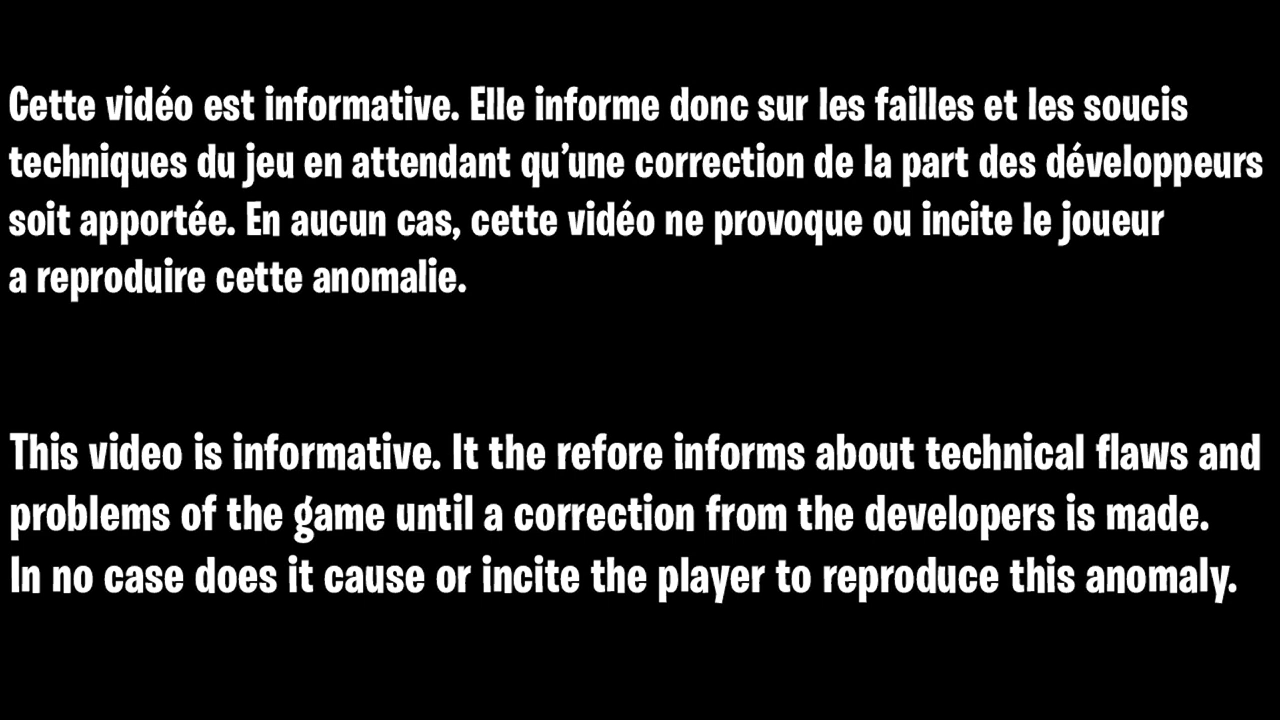 Cette vidéo est informative. Elle informe donc sur les failles et les soucis
techniques du jeu en attendant qu’une correction de la part des développeurs
soit apportée. En aucun cas, cette vidéo ne provoque ou incite le joueur
a reproduire cette anomalie.
This video is informative. It the refore informs about technical flaws and
problems of the game until a correction from the developers is made.
In no case does it cause or incite the player to reproduce this anomaly.